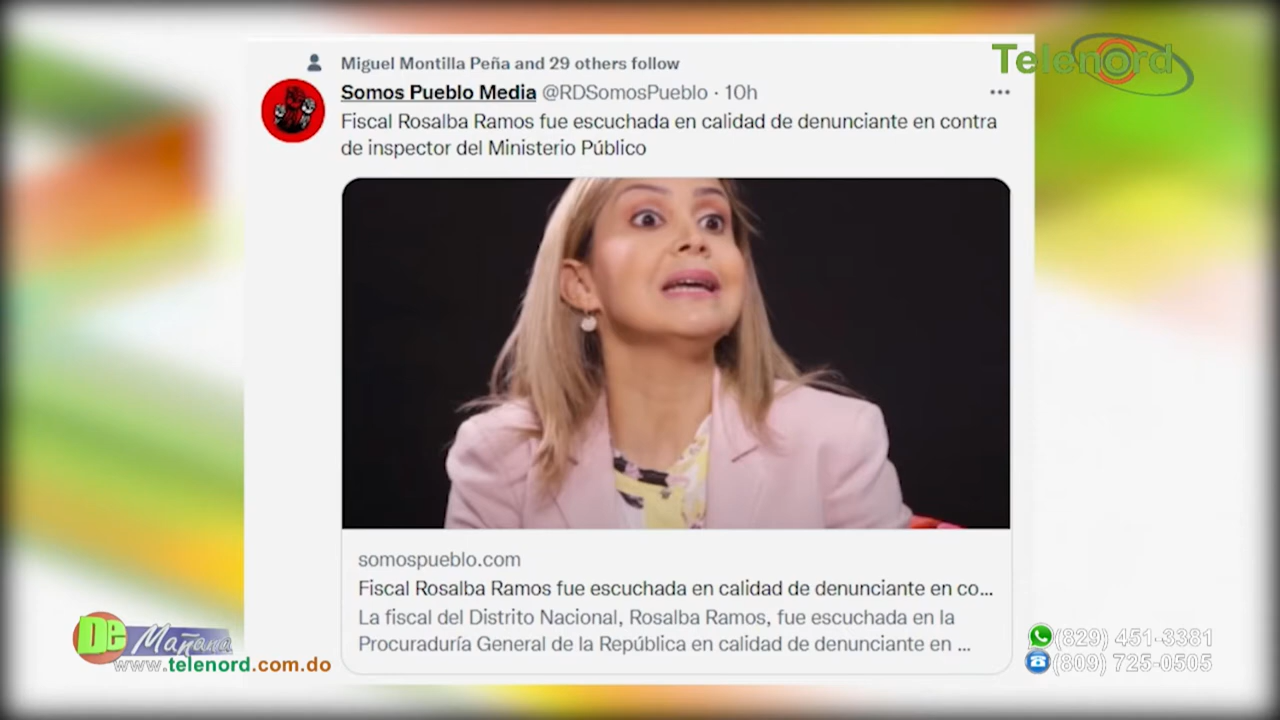 Telenord
Miguel Montilla Peña and 29 others follow
Somos Pueblo Media @RDSomosPueblo · 10h
Fiscal Rosalba Ramos fue escuchada en calidad de denunciante en contra
de inspector del Ministerio Público
somospueblo.com
Fiscal Rosalba Ramos fue escuchada en calidad de denunciante en co...
La fiscal del Distrito Nacional, Rosalba Ramos, fue escuchada en la
Procuraduría General de la Republica en calidad de denunciante en ...
De Mañana
www.telenord.com.do
(829) 451-3381
(809) 725-0505